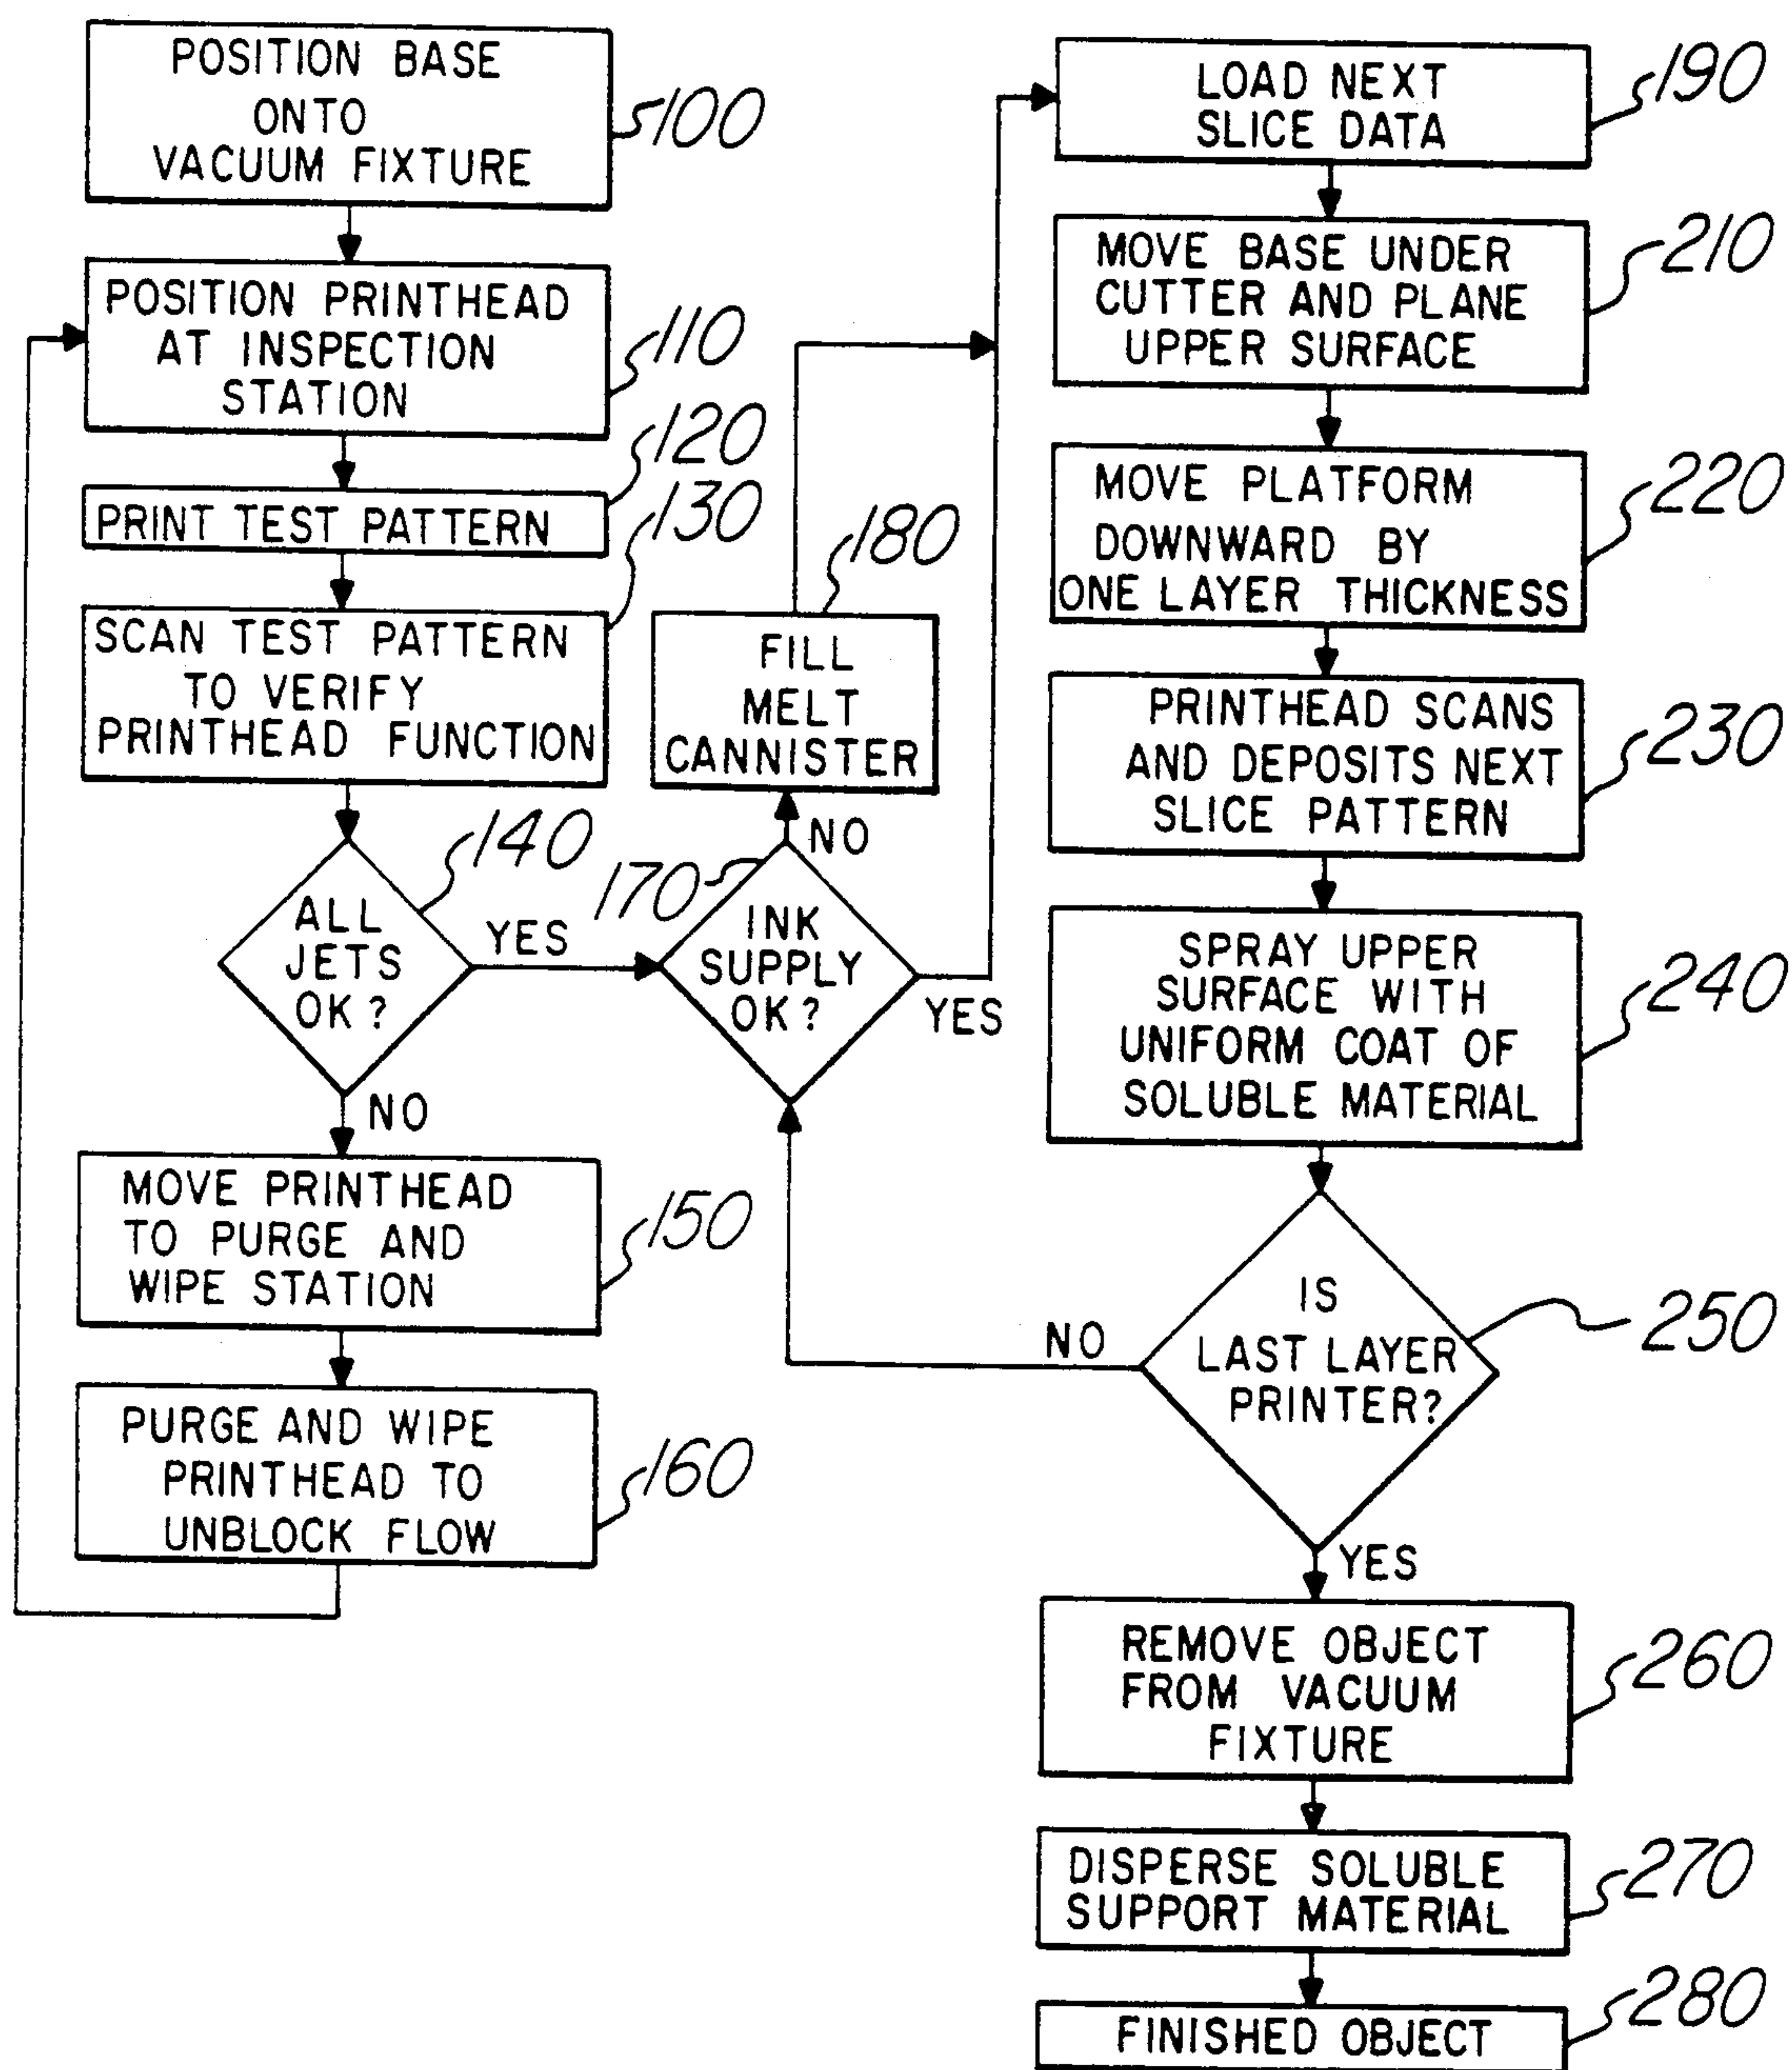 POSITION BASE
ONTO
VACUUM FIXTURE
100
POSITION PRINTHEAD
AT INSPECTION
STATION
110
PRINT TEST PATTERN
120
SCAN TEST PATTERN
TO VERIFY
PRINTHEAD FUNCTION
130
ALL
JETS
OK?
140
YES
NO
MOVE PRINTHEAD
TO PURGE AND
WIPE STATION
150
PURGE AND WIPE
PRINTHEAD TO
UNBLOCK FLOW
160
INK
SUPPLY
OK?
170
NO
YES
FILL
MELT
CANNISTER
180
LOAD NEXT
SLICE DATA
190
MOVE BASE UNDER
CUTTER AND PLANE
UPPER SURFACE
210
MOVE PLATFORM
DOWNWARD BY
ONE LAYER THICKNESS
220
PRINTHEAD SCANS
AND DEPOSITS NEXT
SLICE PATTERN
230
SPRAY UPPER
SURFACE WITH
UNIFORM COAT OF
SOLUBLE MATERIAL
240
IS
LAST LAYER
PRINTER?
250
NO
YES
REMOVE OBJECT
FROM VACUUM
FIXTURE
260
DISPERSE SOLUBLE
SUPPORT MATERIAL
270
FINISHED OBJECT
280